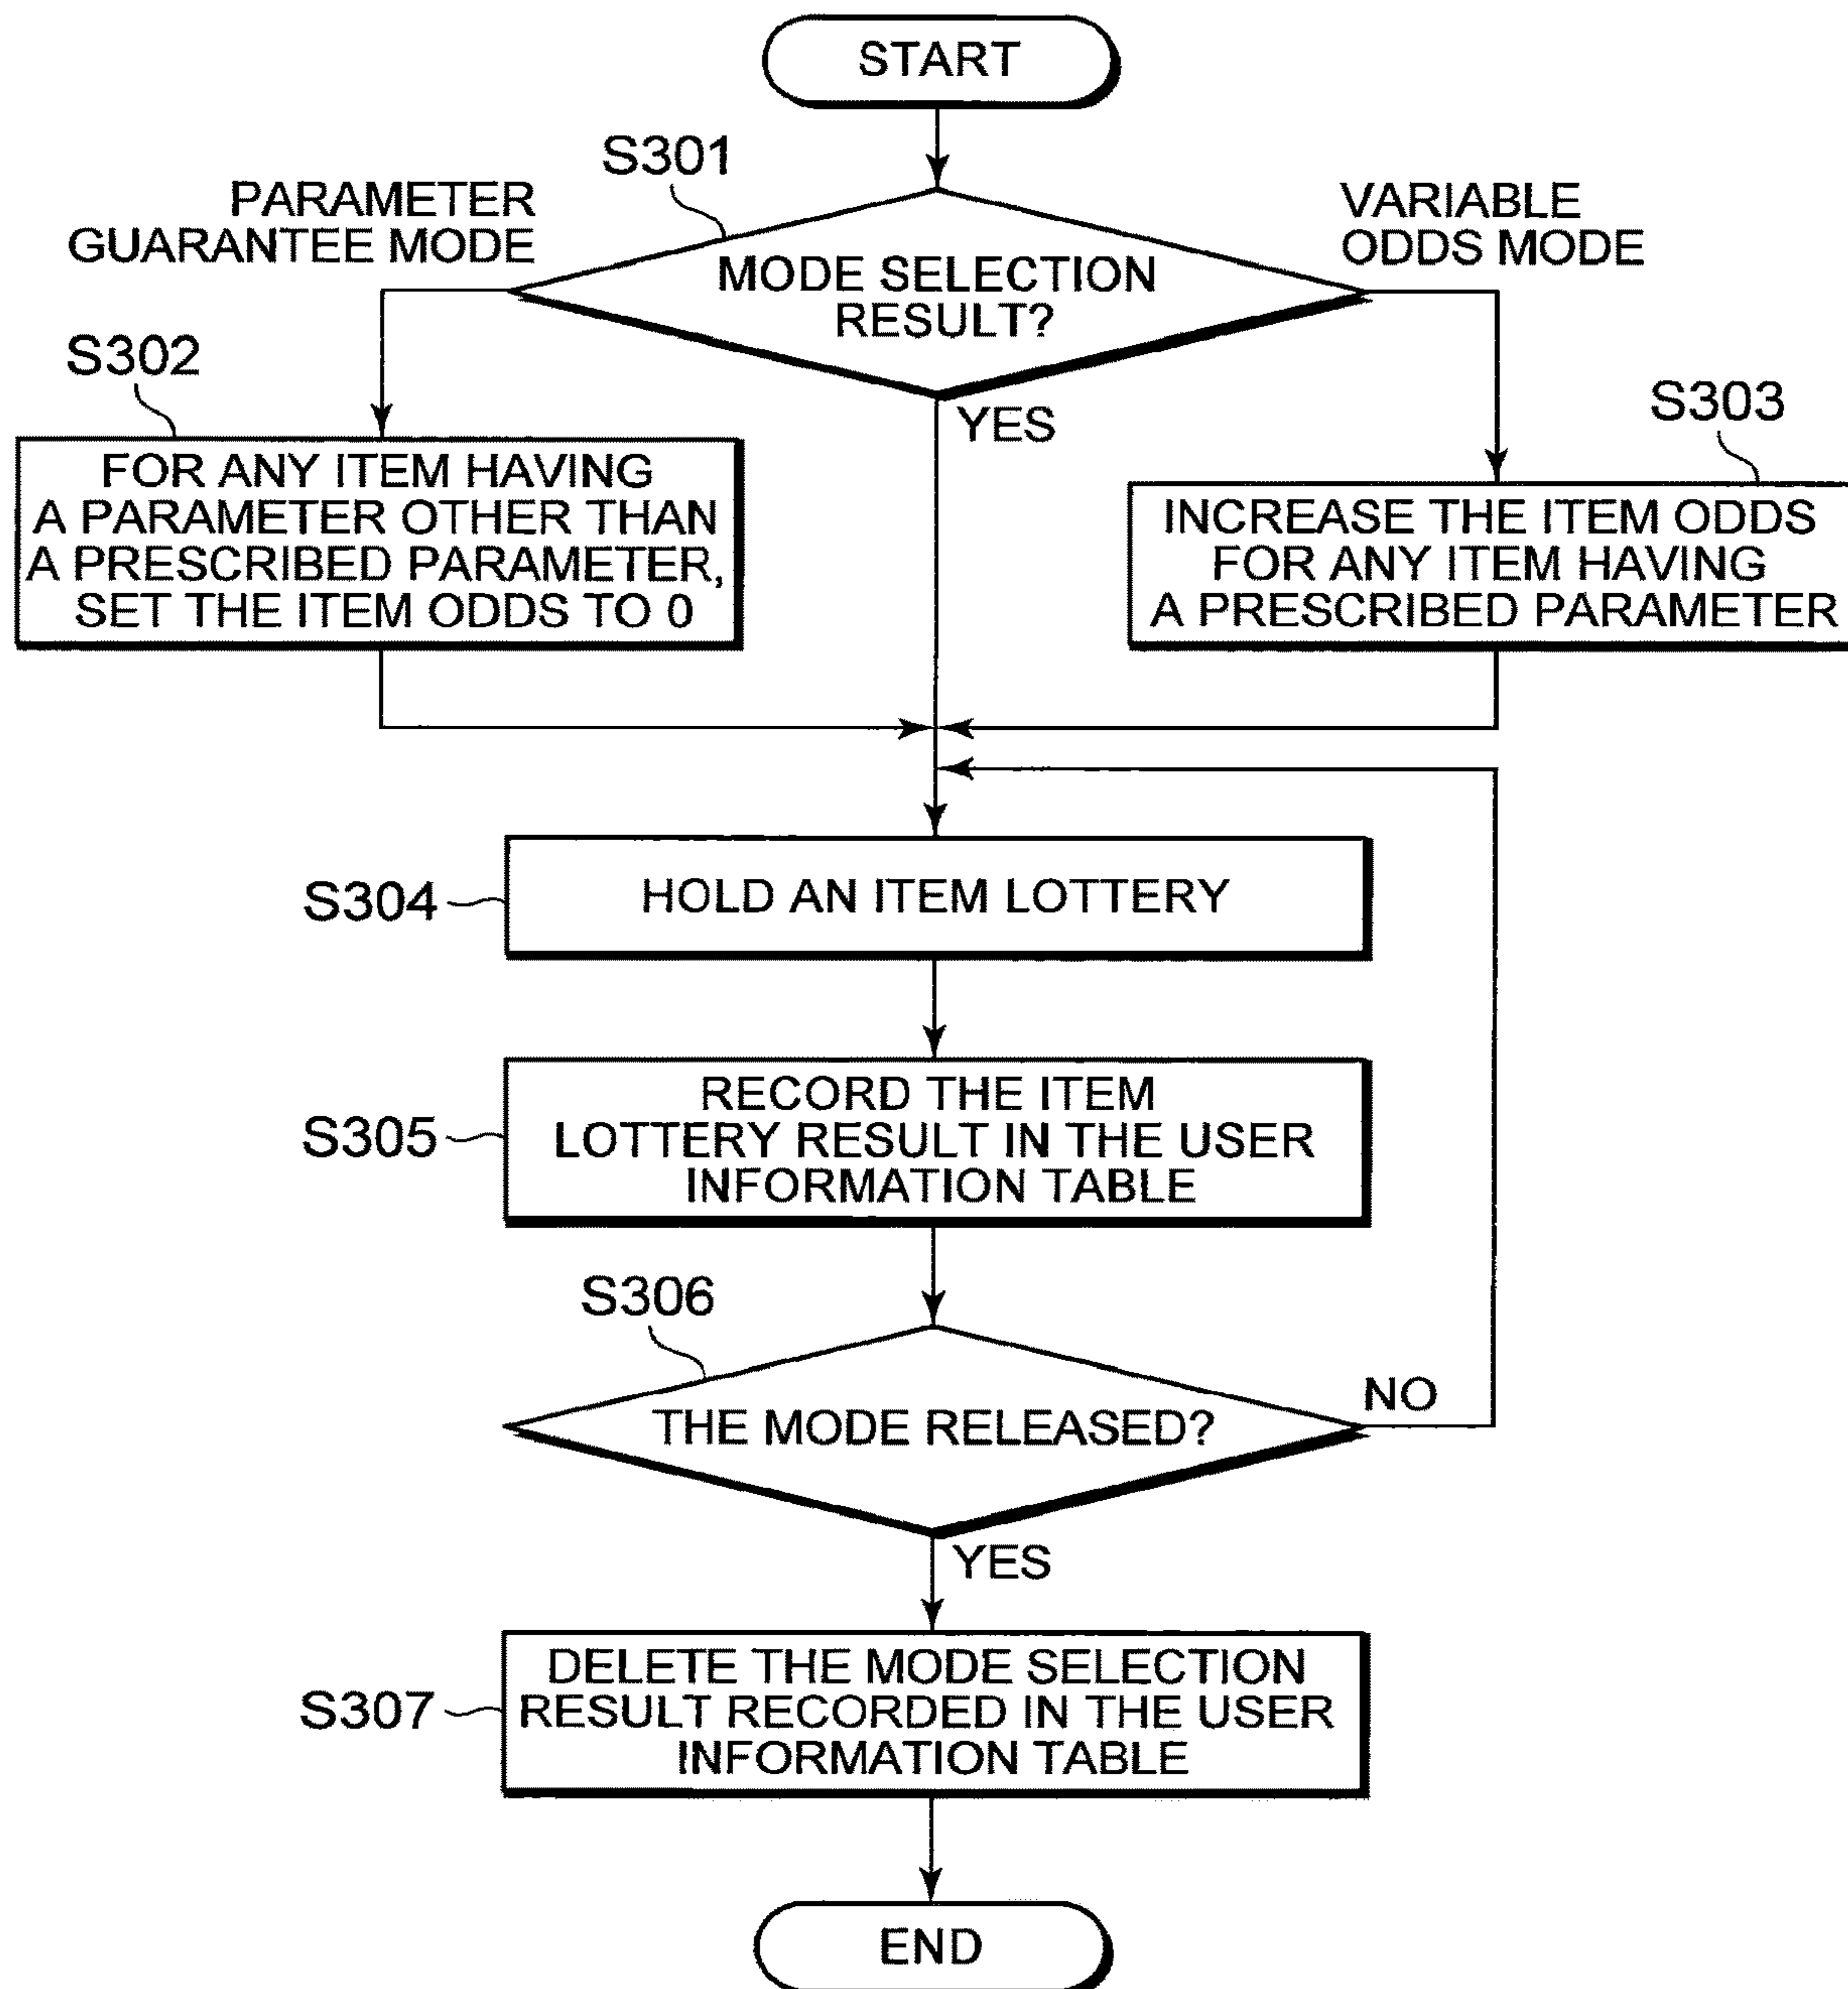 START
S301
PARAMETER
GUARANTEE MODE
VARIABLE
ODDS MODE
MODE SELECTION
RESULT?
S302
YES
S303
FOR ANY ITEM HAVING
A PARAMETER OTHER THAN
A PRESCRIBED PARAMETER,
SET THE ITEM ODDS TO 0
INCREASE THE ITEM ODDS
FOR ANY ITEM HAVING
A PRESCRIBED PARAMETER
S304
HOLD AN ITEM LOTTERY
S305
RECORD THE ITEM
LOTTERY RESULT IN THE USER
INFORMATION TABLE
S306
THE MODE RELEASED?
NO
YES
S307
DELETE THE MODE SELECTION
RESULT RECORDED IN THE USER
INFORMATION TABLE
END